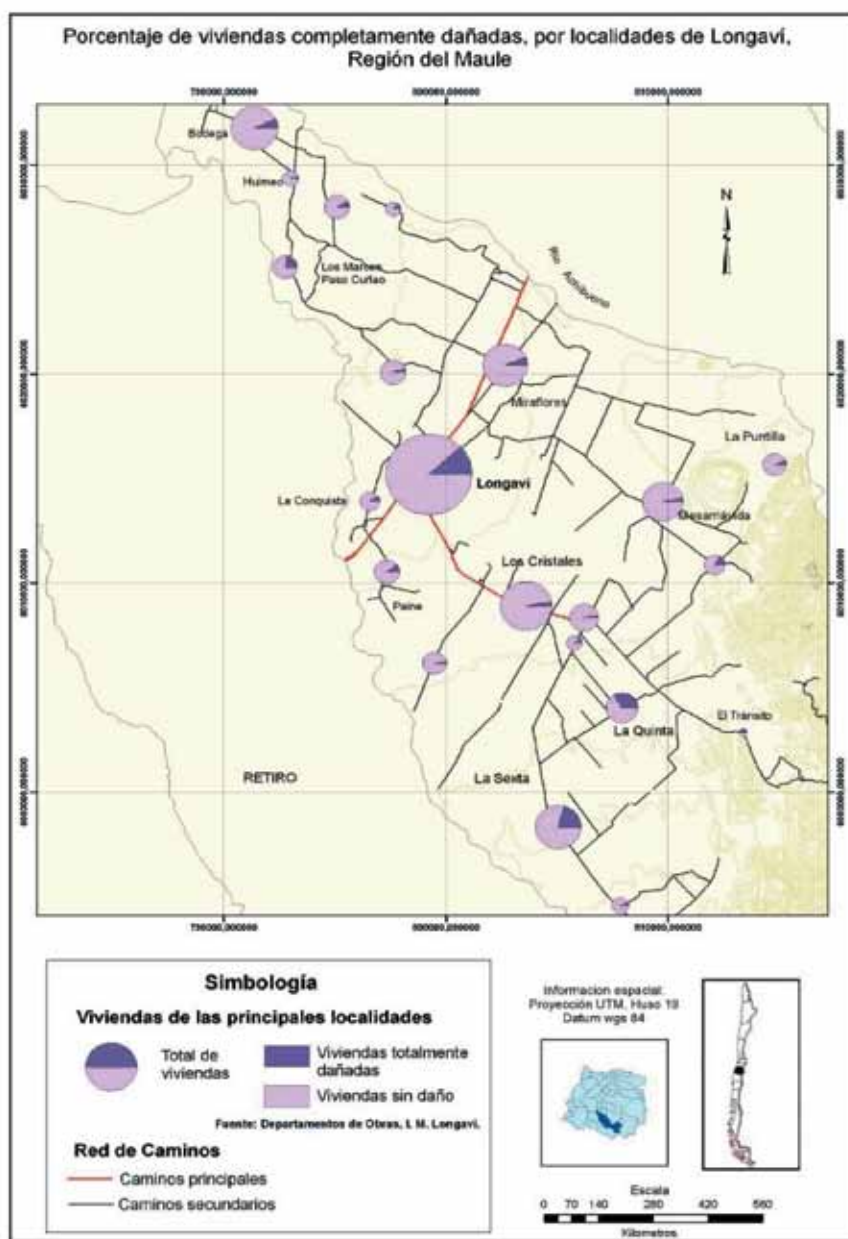 Porcentaje de viviendas completamente dañadas, por localidades de Longaví,
Región del Maule
Bodega
Huimeo
Los Marcos
Paso Cuñao
Río Achibueno
N
Miraflores
La Puntilla
Longaví
La Conquista
Mesamávida
Los Cristales
Paine
La Quinta
El Tránsito
RETIRO
La Sexta
Simbología
Viviendas de las principales localidades
Total de
viviendas
Viviendas totalmente
dañadas
Viviendas sin daño
Fuente: Departamentos de Obras, I. M. Longaví.
Red de Caminos
Caminos principales
Caminos secundarios
Informacion espacial:
Proyección UTM, Huso 19
Datum wgs 84
Escala
0 70 140 280 420 560
Kilometros